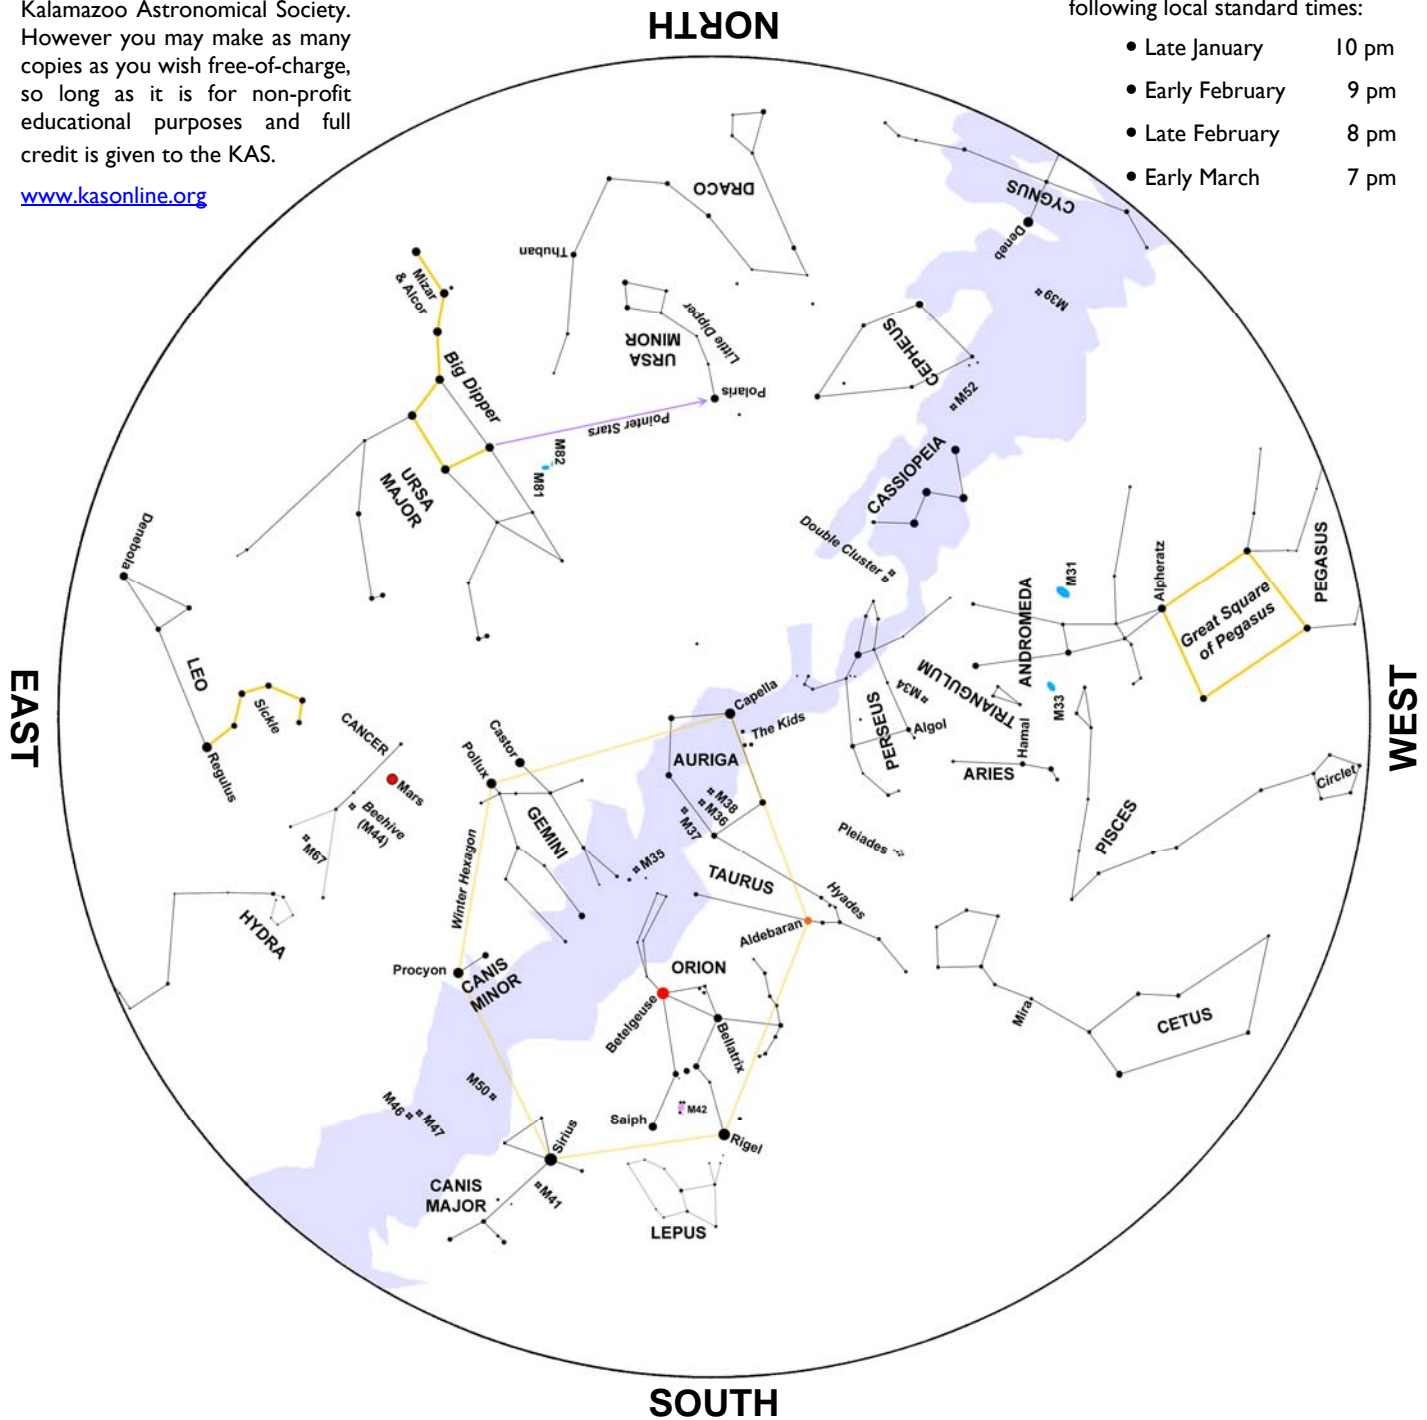 Kalamazoo Astronomical Society.
However you may make as many
copies as you wish free-of-charge,
so long as it is for non-profit
educational purposes and full
credit is given to the KAS.
www.kasonline.org
NORTH
following local standard times:
• Late January 10 pm
• Early February 9 pm
• Late February 8 pm
• Early March 7 pm
DRACO
Thuban
CYGNUS
Deneb
M39
Mizar
& Alcor
Big Dipper
URSA
MINOR
Little Dipper
Polaris
Pointer Stars
CEPHEUS
M52
M82
M81
URSA
MAJOR
CASSIOPEIA
Double Cluster
Denebola
LEO
Sickle
Regulus
M31
ANDROMEDA
Alpheratz
Great Square
of Pegasus
PEGASUS
EAST
WEST
TRIANGULUM
M33
M34
PERSEUS
Algol
Hamal
ARIES
PISCES
Circlet
CANCER
Mars
Beehive
(M44)
M67
Castor
Pollux
GEMINI
Winter Hexagon
Capella
The Kids
AURIGA
M38
M36
M37
M35
Pleiades
TAURUS
Hyades
Aldebaran
HYDRA
Procyon
CANIS
MINOR
ORION
Betelgeuse
Bellatrix
Mira
CETUS
M50
M46
M47
Saiph
M42
Rigel
Sirius
M41
CANIS
MAJOR
LEPUS
SOUTH